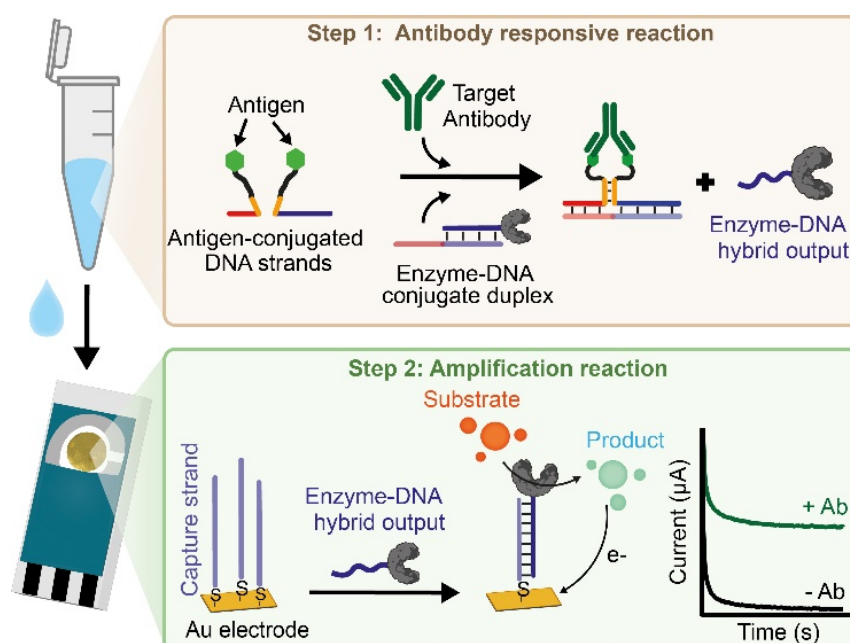 Step 1: Antibody responsive reaction
Antigen
Target
Antibody
Antigen-conjugated
DNA strands
Enzyme-DNA
conjugate duplex
+
Enzyme-DNA
hybrid output
Step 2: Amplification reaction
Capture strand
S
S
S
Au electrode
Enzyme-DNA
hybrid output
Substrate
Product
S
e-
Current (µA)
+ Ab
- Ab
Time (s)